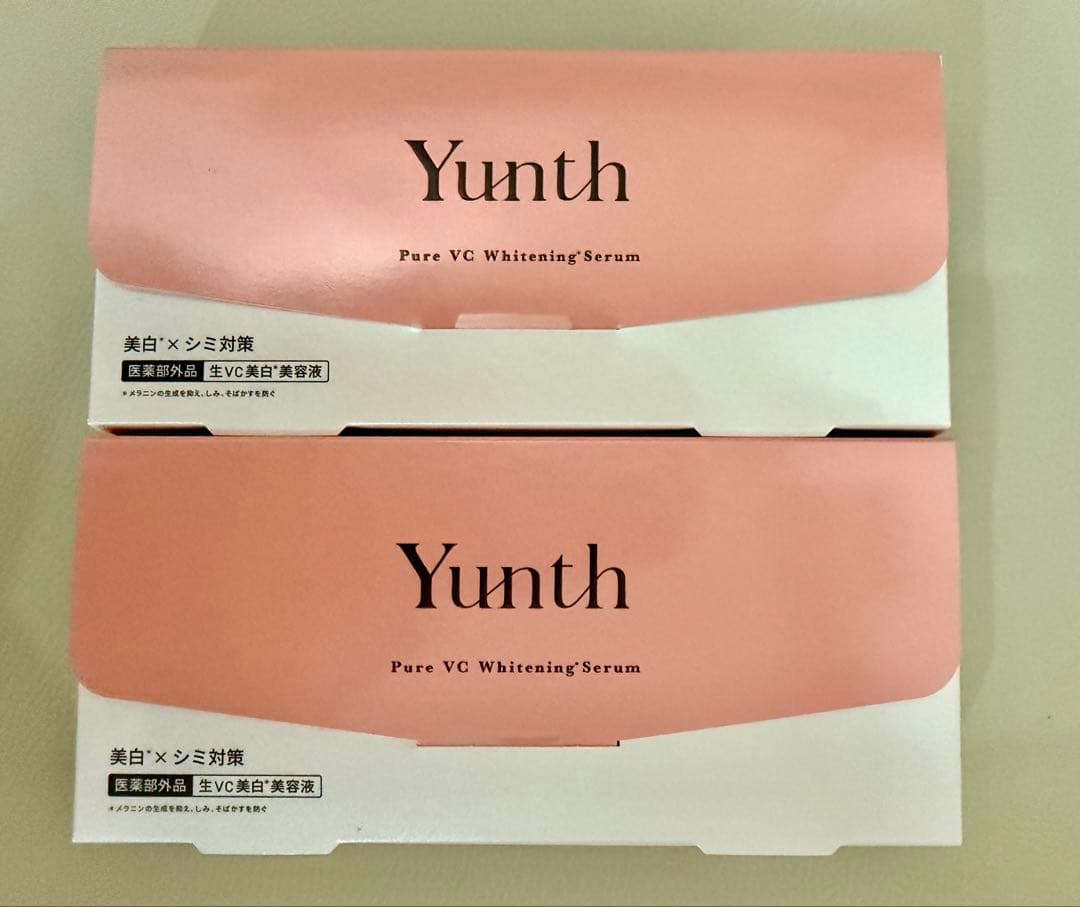 Yunth
Pure VC Whitening*Serum
美白*×シミ対策
医薬部外品 生VC美白*美容液
*メラニンの生成を抑え、しみ、そばかすを防ぐ
Yunth
Pure VC Whitening*Serum
美白*×シミ対策
医薬部外品 生VC美白*美容液
*メラニンの生成を抑え、しみ、そばかすを防ぐ